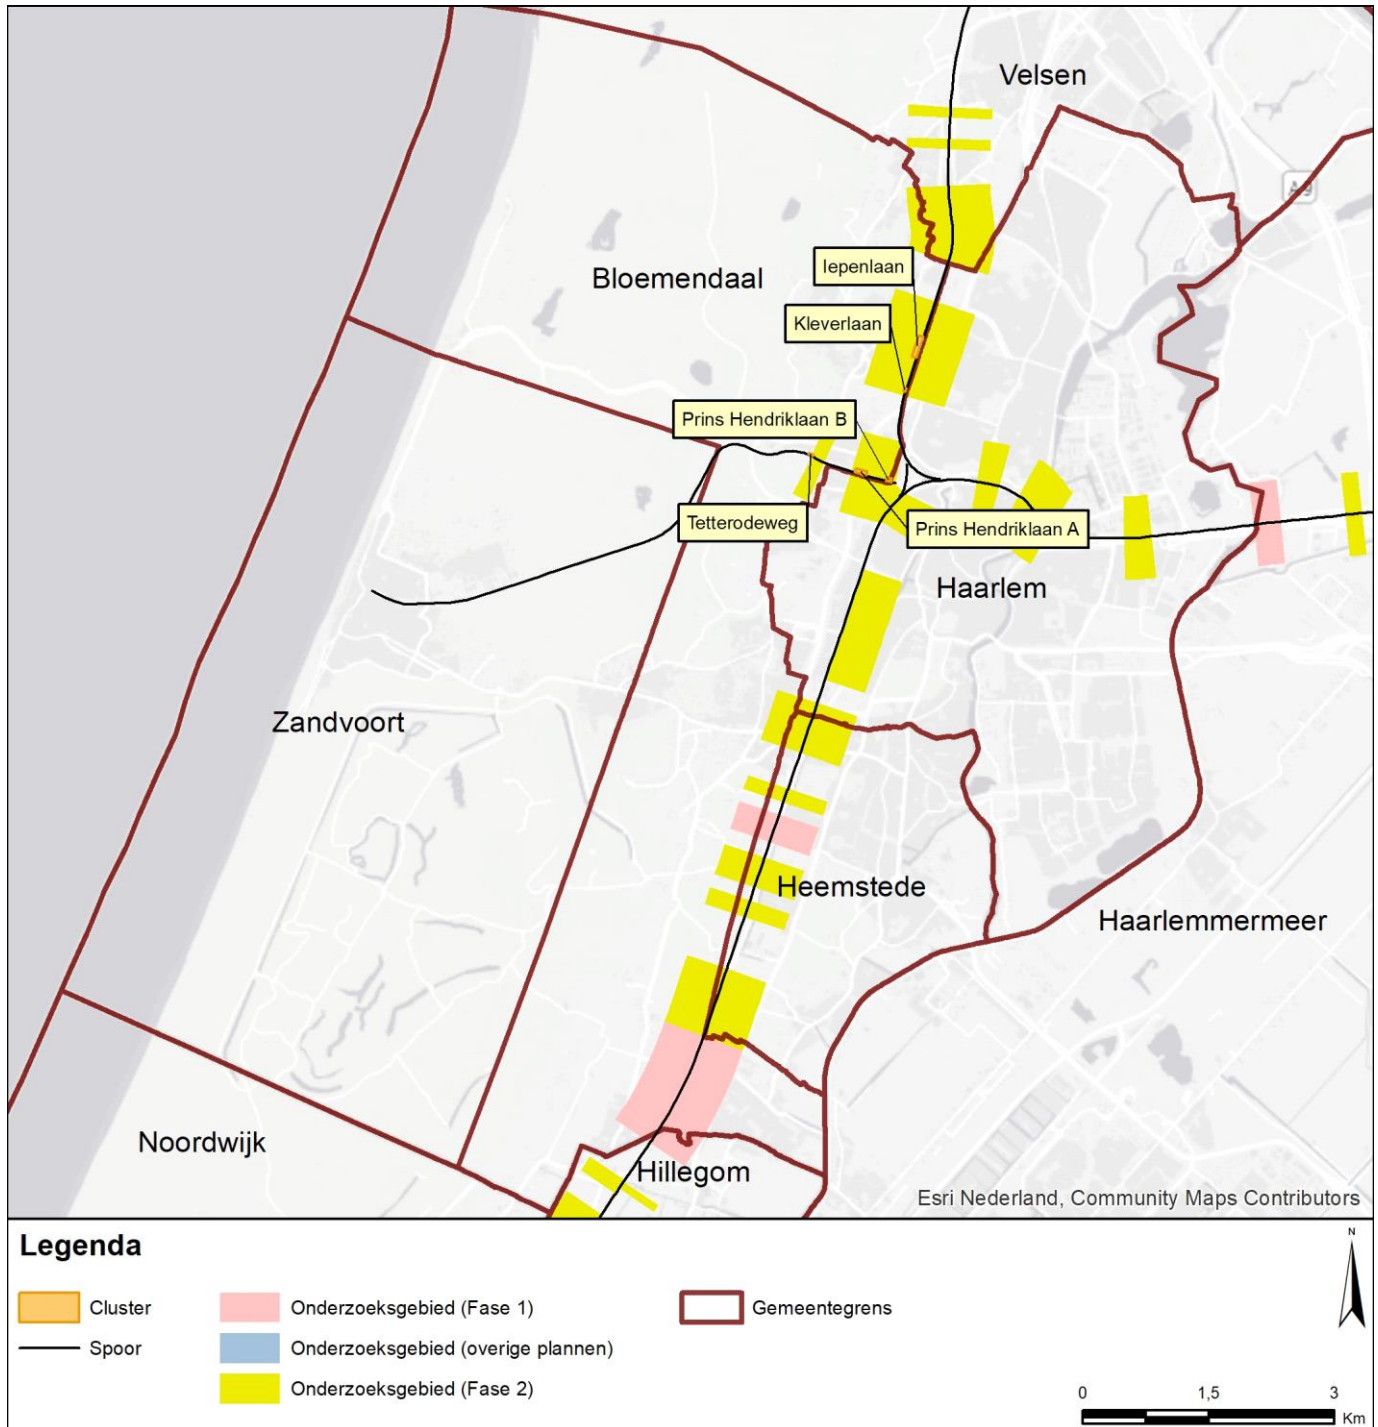 Velsen
A9
Iepenlaan
Bloemendaal
Kleverlaan
Prins Hendriklaan B
Tetterodeweg
Prins Hendriklaan A
Haarlem
Zandvoort
Heemstede
Haarlemmermeer
Noordwijk
Hillegom
Esri Nederland, Community Maps Contributors
Legenda
N
Cluster
Onderzoeksgebied (Fase 1)
Gemeentegrens
Spoor
Onderzoeksgebied (overige plannen)
Onderzoeksgebied (Fase 2)
0 1,5 3
Km